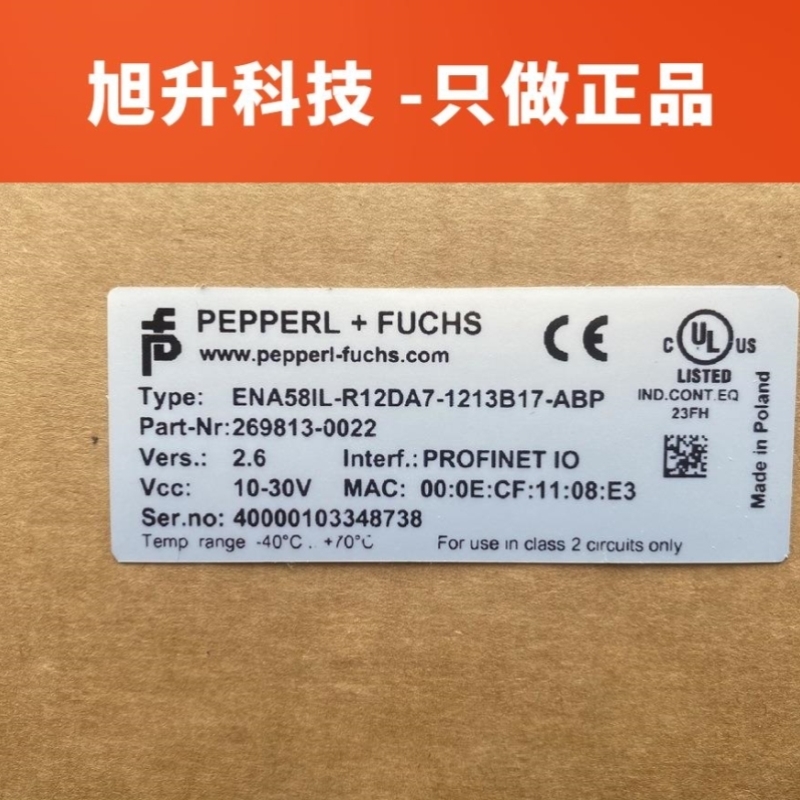 旭升科技 -只做正品
PEPPERL + FUCHS
www.pepperl-fuchs.com
CE
C UL US
LISTED
IND.CONT.EQ
23FH
Type: ENA58IL-R12DA7-1213B17-ABP
Part-Nr:269813-0022
Vers.: 2.6 Interf.: PROFINET IO
Vcc: 10-30V MAC: 00:0E:CF:11:08:E3
Ser.no: 40000103348738
Temp range -40°C .. +70°C For use in class 2 circuits only
Made in Poland